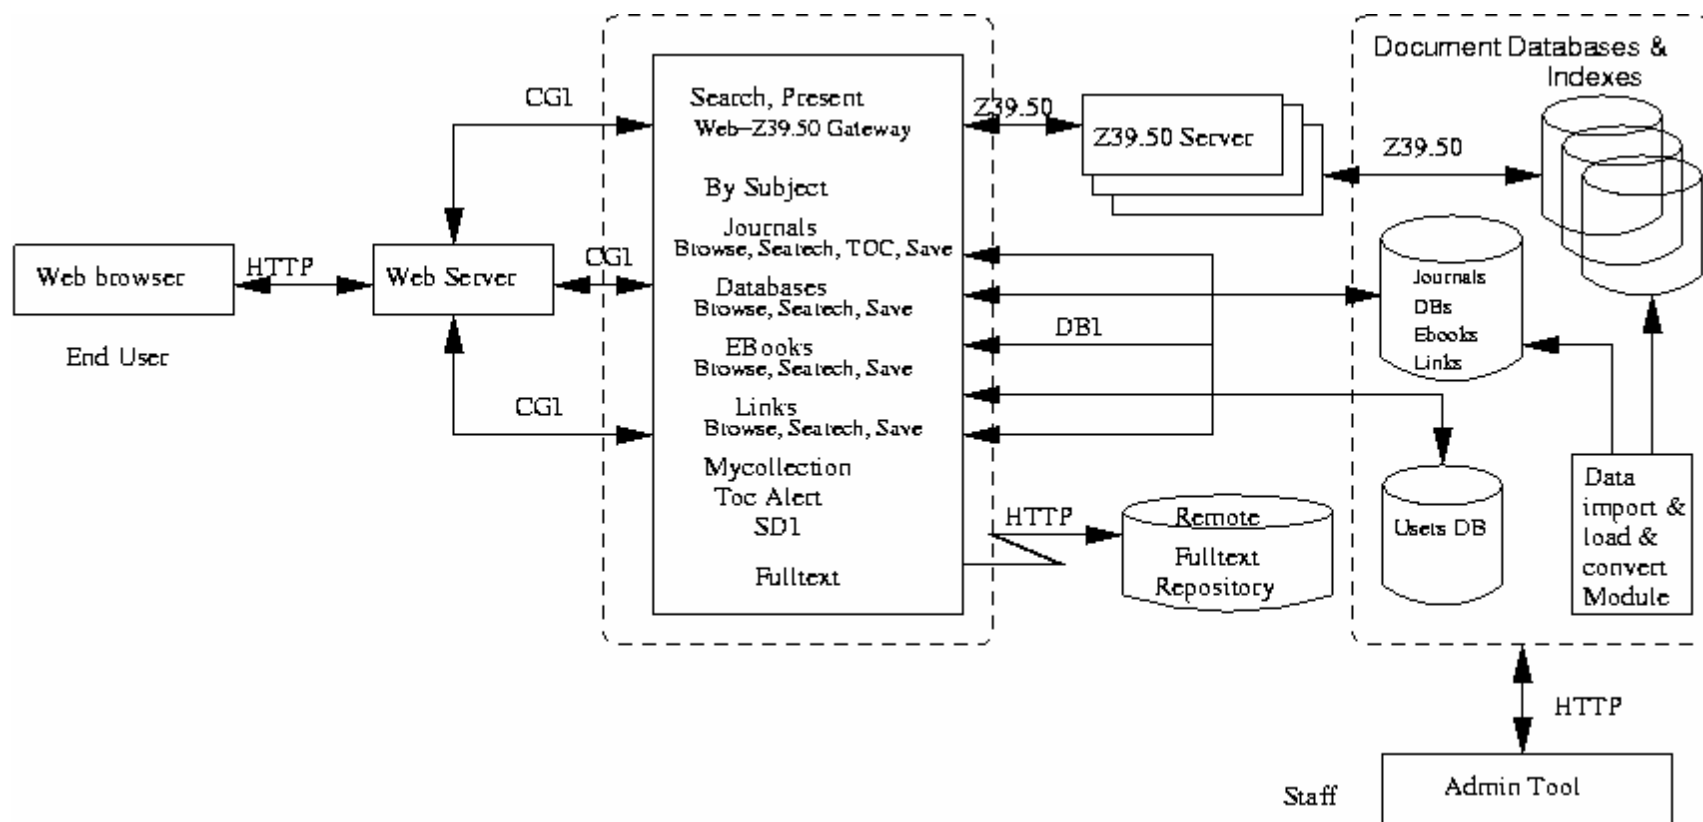 Document Databases &
Indexes
CGI
Search, Present
Web-Z39.50 Gateway
Z39.50
Z39.50 Server
Z39.50
By Subject
Journals
Browse, Seatech, TOC, Save
Web browser
HTTP
Web Server
CGI
Databases
Browse, Seatech, Save
Journals
DBs
Ebooks
Links
End User
DBI
EBooks
Browse, Seatech, Save
CGI
Links
Browse, Seatech, Save
Mycollection
Toc Alert
SDI
Fulltext
HTTP
Remote
Fulltext
Repository
Usets DB
Data
import &
load &
convert
Module
HTTP
Staff
Admin Tool